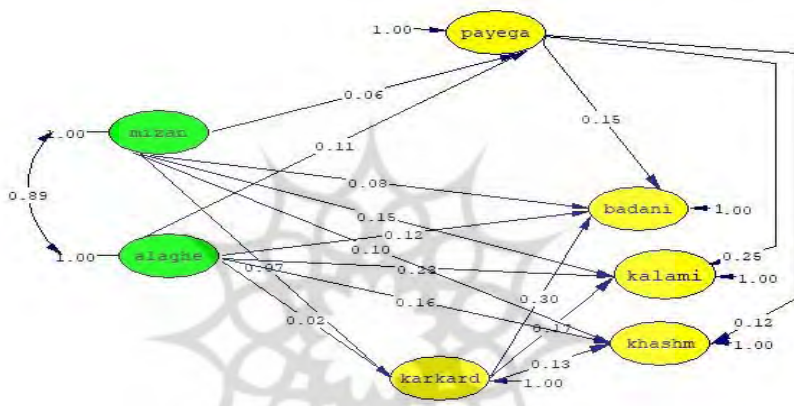 1.00 payega
0.06
1.00 mizan
0.15
0.11
0.89
0.08
badani 1.00
0.15
0.12
0.10
1.00 alaghe
0.23
0.25
kalami 1.00
0.07
0.16
0.30
0.02
0.17
0.12
khashm 1.00
0.13
karkard 1.00